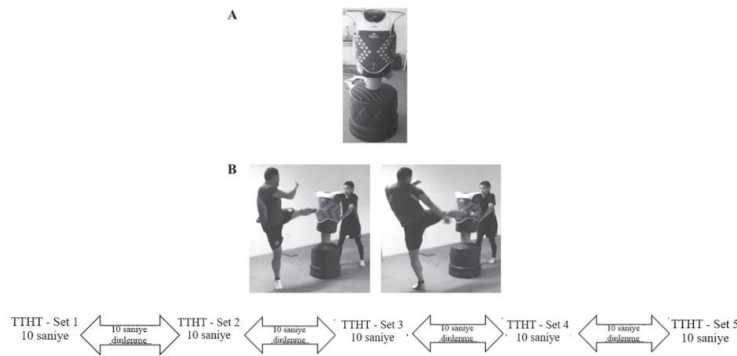 A
B
TTHT - Set 1
10 saniye
10 saniye
dinlenme
TTHT - Set 2
10 saniye
10 saniye
dinlenme
TTHT - Set 3
10 saniye
10 saniye
dinlenme
TTHT - Set 4
10 saniye
10 saniye
dinlenme
TTHT - Set 5
10 saniye